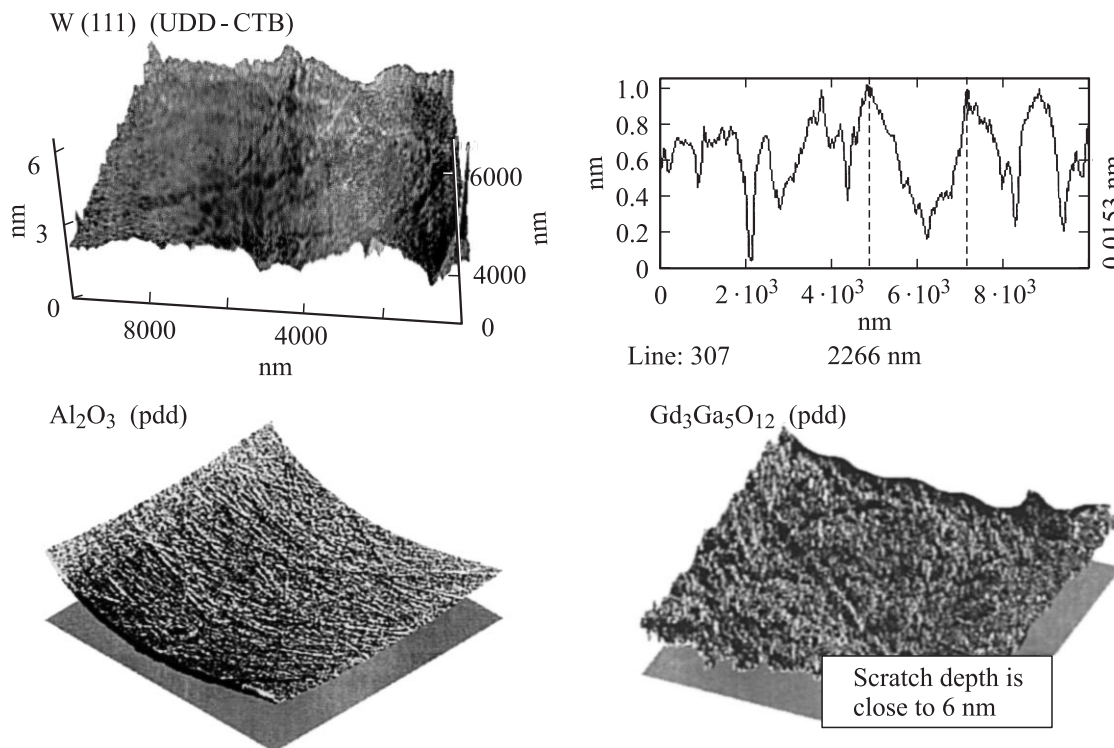 W (111) (UDD - CTB)
6
3
0
nm
8000
4000
nm
6000
4000
0
nm
1.0
0.8
0.6
0.4
0.2
0
nm
0.0153 nm
0
2·10³
4·10³
6·10³
8·10³
nm
Line: 307
2266 nm
Al₂O₃ (pdd)
Gd₃Ga₅O₁₂ (pdd)
Scratch depth is
close to 6 nm